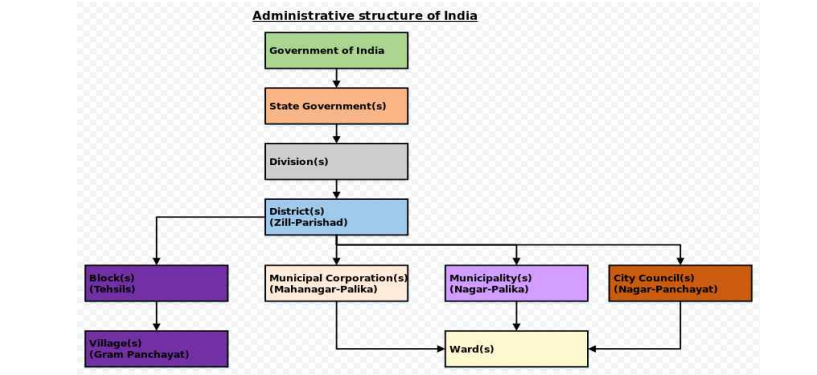 Administrative structure of India
Government of India
State Government(s)
Division(s)
District(s)
(Zill-Parishad)
Block(s)
(Tehsils)
Municipal Corporation(s)
(Mahanagar-Palika)
Municipality(s)
(Nagar-Palika)
City Council(s)
(Nagar-Panchayat)
Village(s)
(Gram Panchayat)
Ward(s)